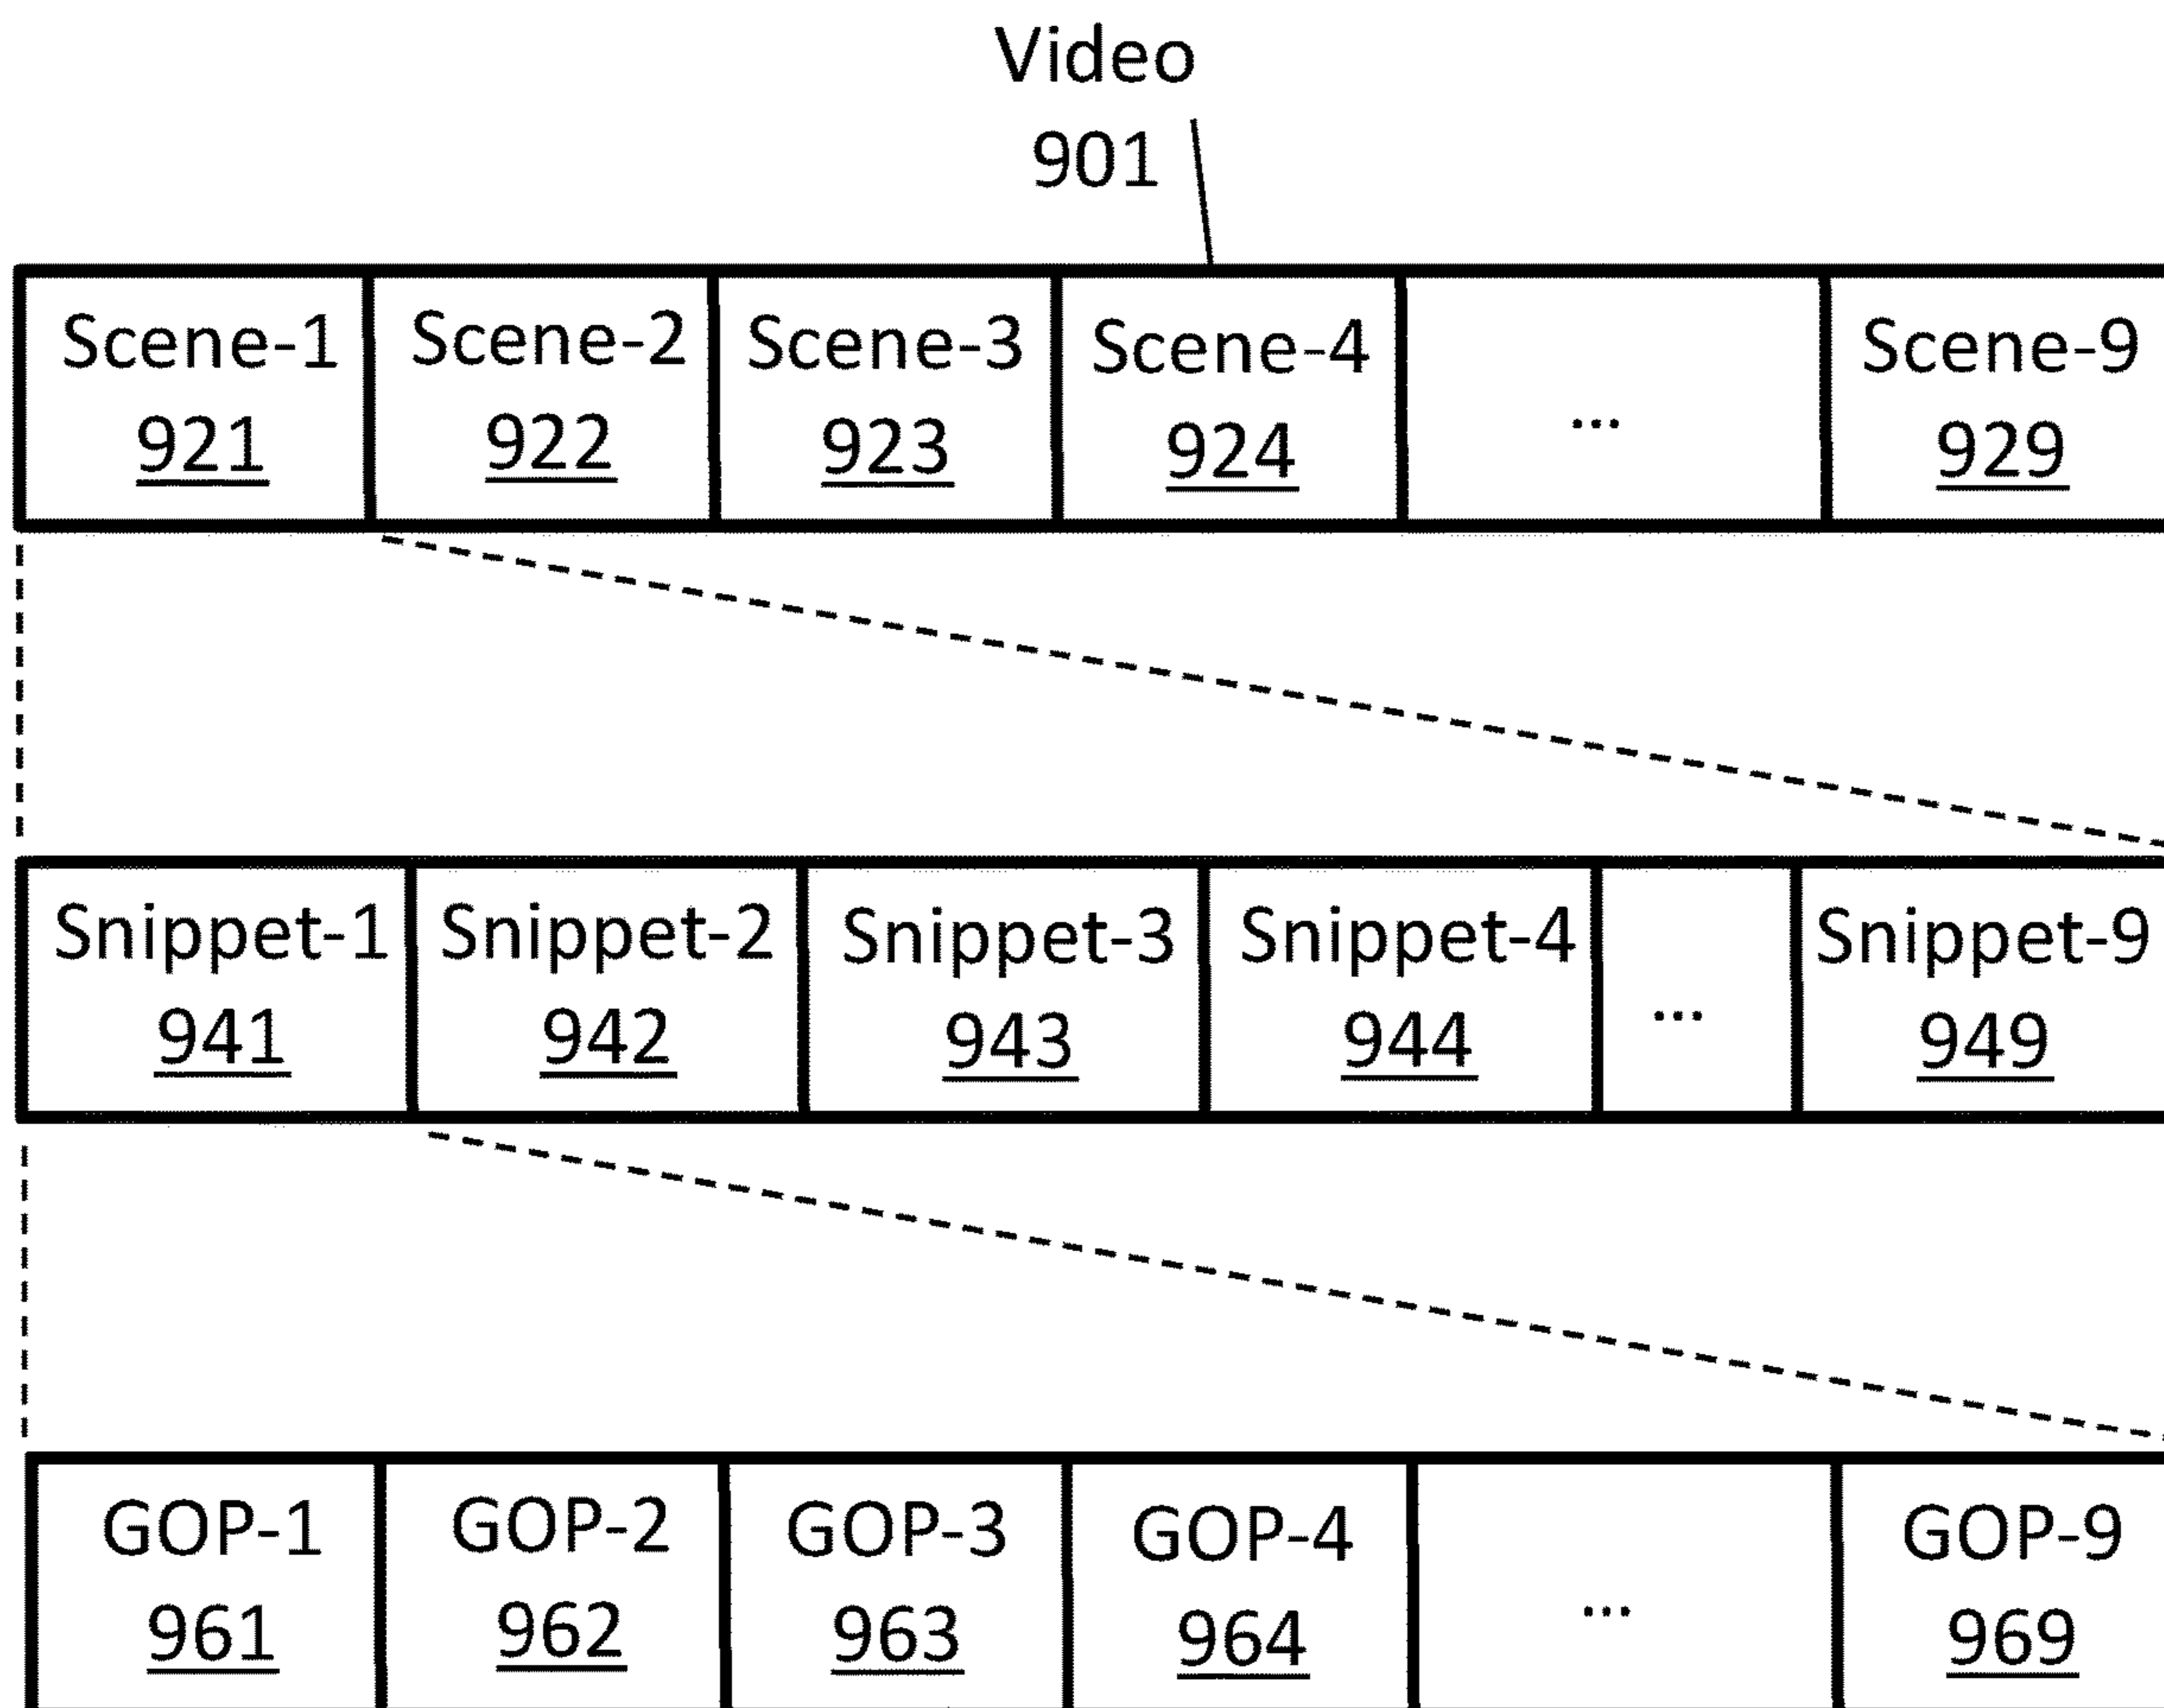 Video
901
Scene-1 Scene-2 Scene-3 Scene-4 ... Scene-9
921 922 923 924 929
Snippet-1 Snippet-2 Snippet-3 Snippet-4 ... Snippet-9
941 942 943 944 949
GOP-1 GOP-2 GOP-3 GOP-4 ... GOP-9
961 962 963 964 969